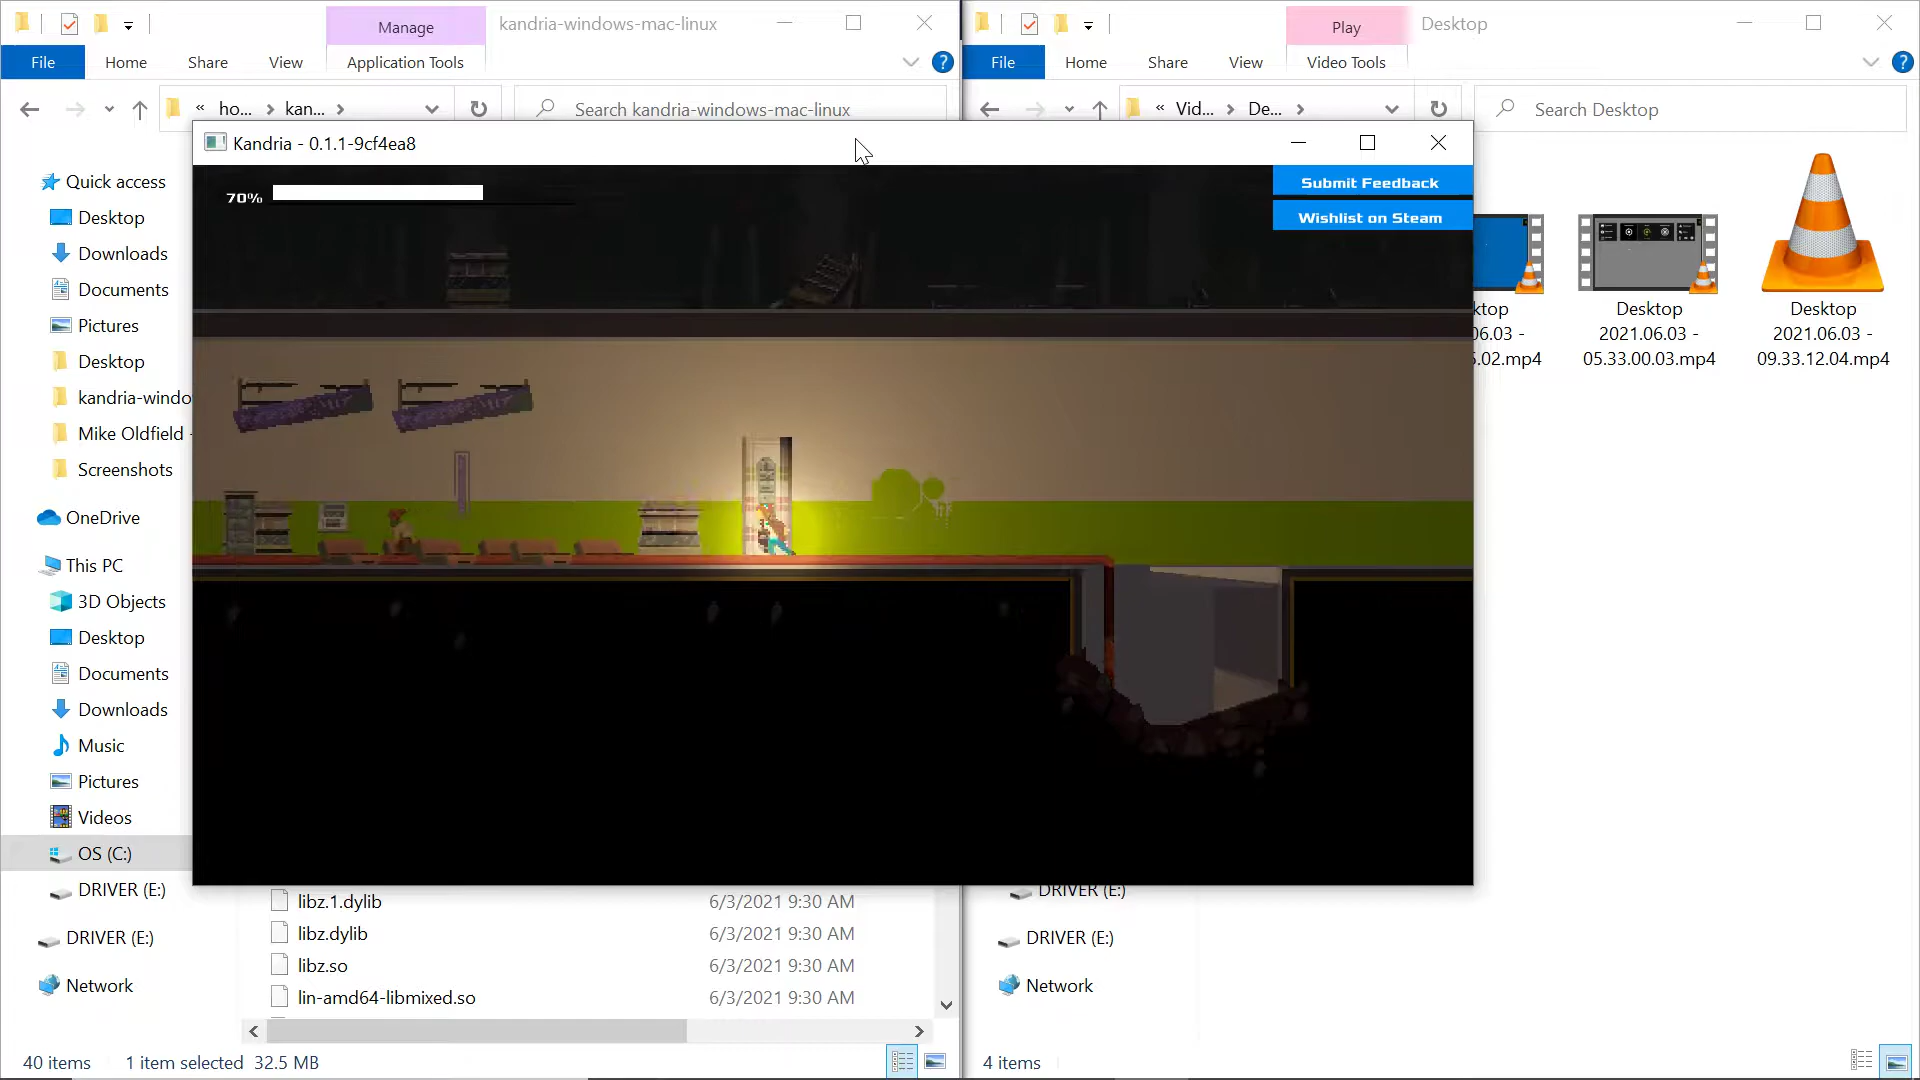 Manage
kandria-windows-mac-linux
File
Home
Share
View
Application Tools
« ho... > kan... >
Search kandria-windows-mac-linux
Play
Desktop
File
Home
Share
View
Video Tools
« Vid... > De... >
Search Desktop
Kandria - 0.1.1-9cf4ea8
70%
Submit Feedback
Wishlist on Steam
Quick access
Desktop
Downloads
Documents
Pictures
Desktop
kandria-windo
Mike Oldfield -
Screenshots
OneDrive
This PC
3D Objects
Desktop
Documents
Downloads
Music
Pictures
Videos
OS (C:)
DRIVER (E:)
DRIVER (E:)
Network
libz.1.dylib 6/3/2021 9:30 AM
libz.dylib 6/3/2021 9:30 AM
libz.so 6/3/2021 9:30 AM
lin-amd64-libmixed.so 6/3/2021 9:30 AM
40 items
1 item selected 32.5 MB
ktop
06.03 -
5.02.mp4
Desktop
2021.06.03 -
05.33.00.03.mp4
Desktop
2021.06.03 -
09.33.12.04.mp4
DRIVER (E:)
DRIVER (E:)
Network
4 items